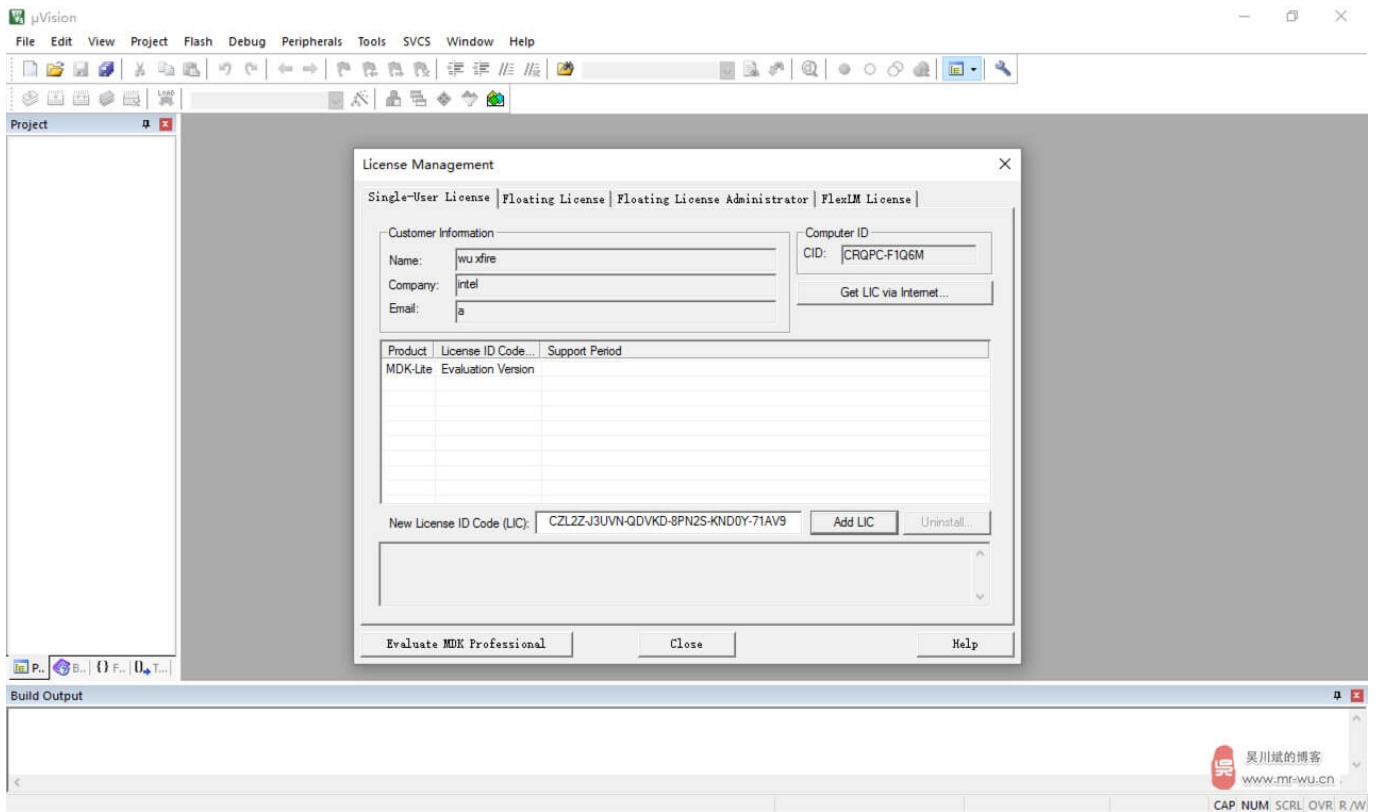 µVision
File Edit View Project Flash Debug Peripherals Tools SVCS Window Help
LOAD
Project
License Management
Single-User License Floating License Floating License Administrator FlexLM License
Customer Information
Name: wu xfire
Company: intel
Email: a
Computer ID
CID: CRQPC-F1Q6M
Get LIC via Internet...
Product License ID Code... Support Period
MDK-Lite Evaluation Version
New License ID Code (LIC): CZL2Z-J3UVN-QDVKD-8PN2S-KND0Y-71AV9 Add LIC Uninstall...
Evaluate MDK Professional Close Help
P... B... {} F... 0→ T...
Build Output
吴川斌的博客
www.mr-wu.cn
CAP NUM SCRL OVR R/W